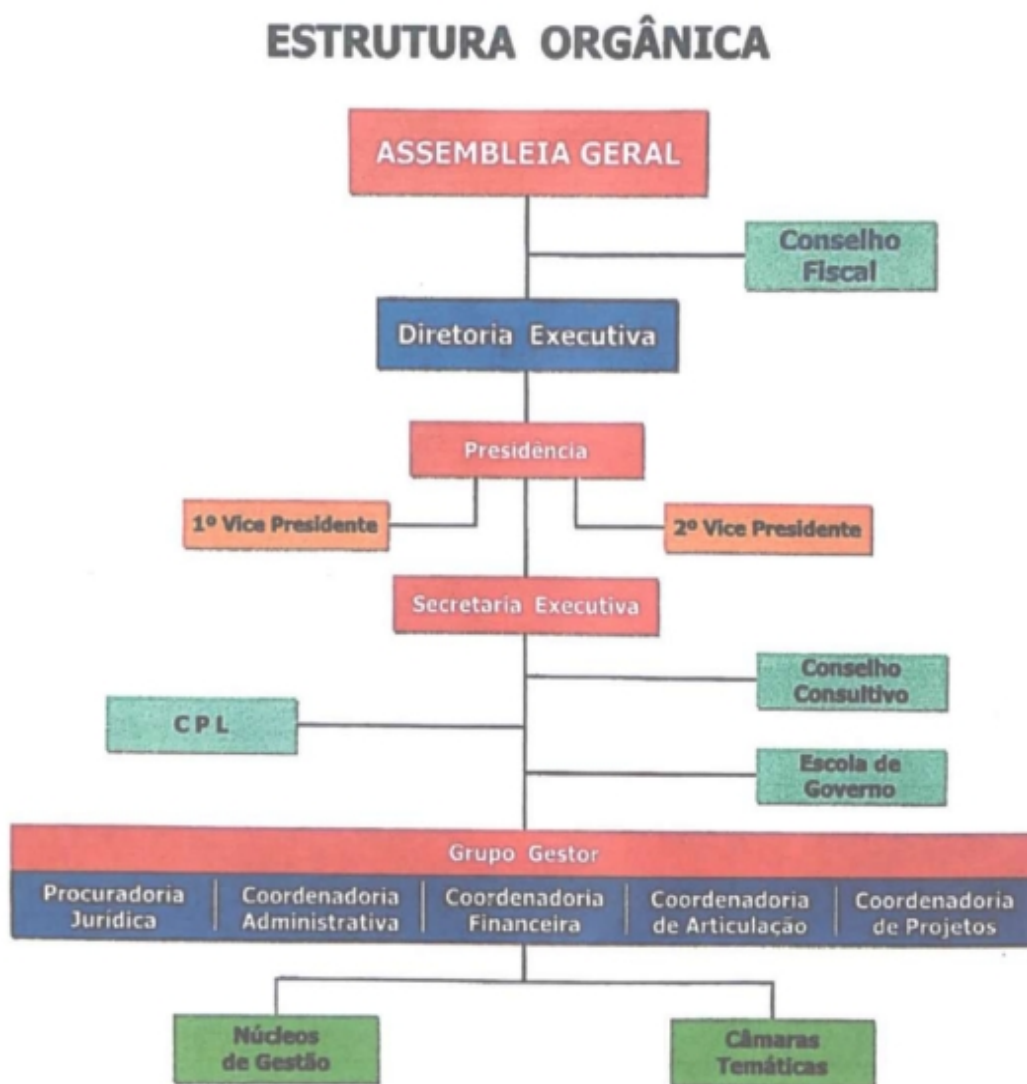 ESTRUTURA ORGÂNICA
ASSEMBLEIA GERAL
Conselho
Fiscal
Diretoria Executiva
Presidência
1º Vice Presidente
2º Vice Presidente
Secretaria Executiva
Conselho
Consultivo
C P L
Escola de
Governo
Grupo Gestor
Procuradoria
Jurídica
Coordenadoria
Administrativa
Coordenadoria
Financeira
Coordenadoria
de Articulação
Coordenadoria
de Projetos
Núcleos
de Gestão
Câmaras
Temáticas